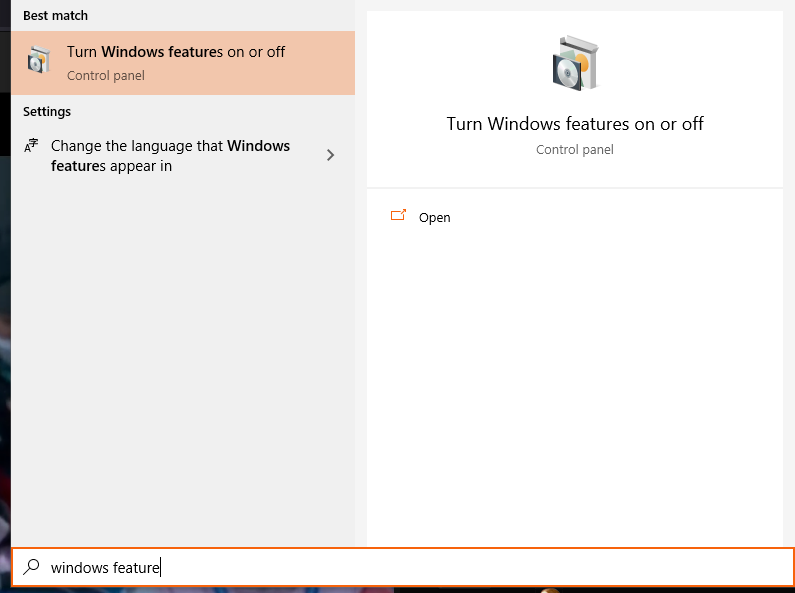 Best match
Turn Windows features on or off
Control panel
Settings
Change the language that Windows
features appear in
Turn Windows features on or off
Control panel
Open
windows feature